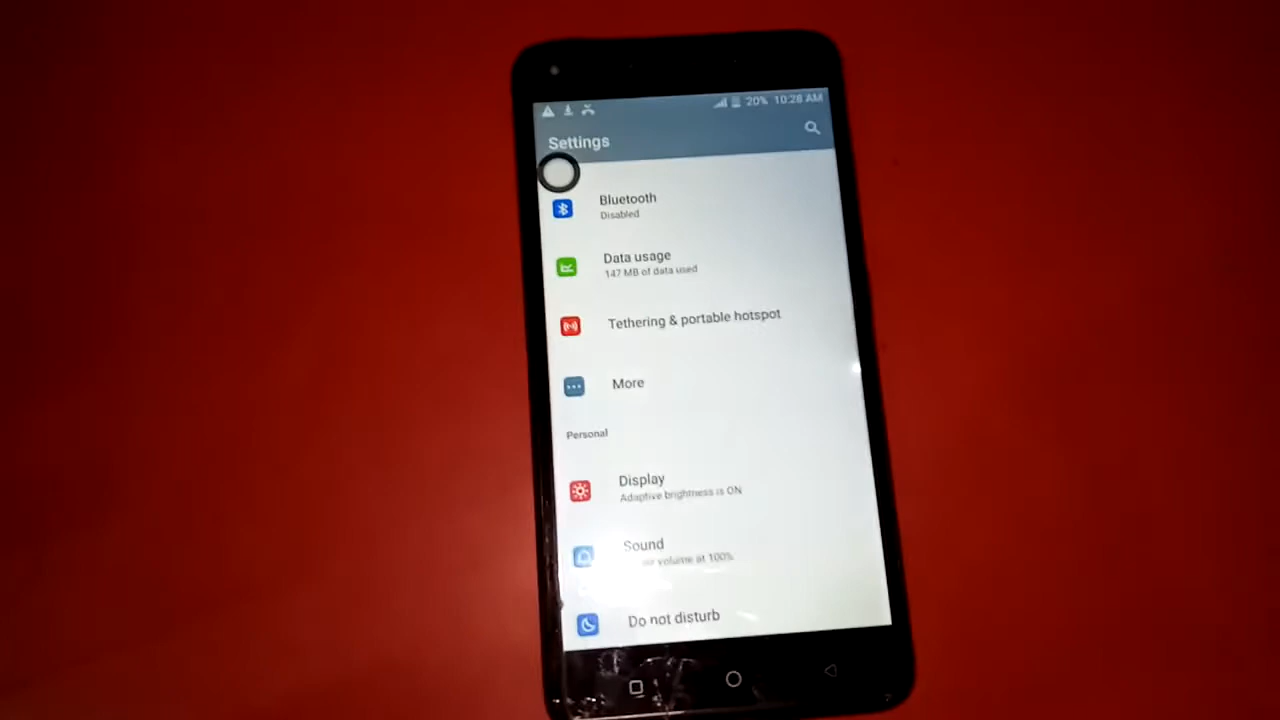 20% 10:28 AM
Settings
Bluetooth
Disabled
Data usage
147 MB of data used
Tethering & portable hotspot
More
Personal
Display
Adaptive brightness is ON
Sound
volume at 100%
Do not disturb